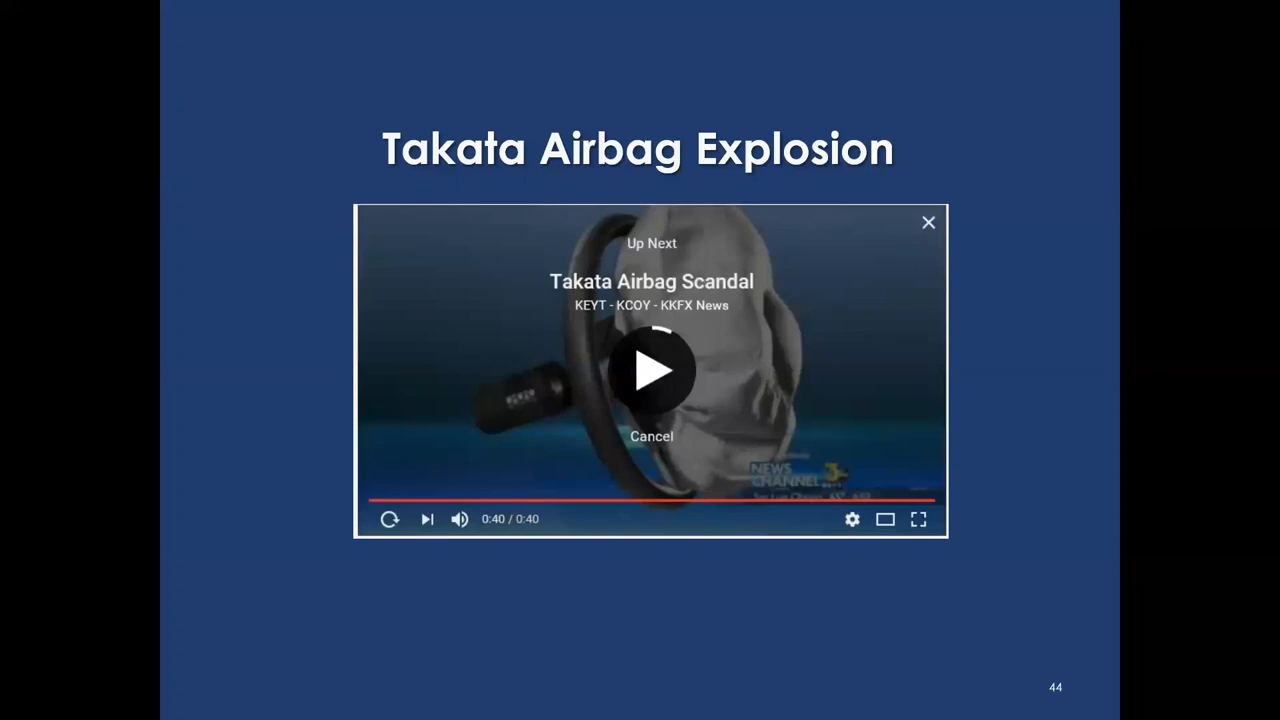 Takata Airbag Explosion
Up Next
Takata Airbag Scandal
KEYT - KCOY - KKFX News
Cancel
NEWS
CHANNEL 3
0:40 / 0:40
44